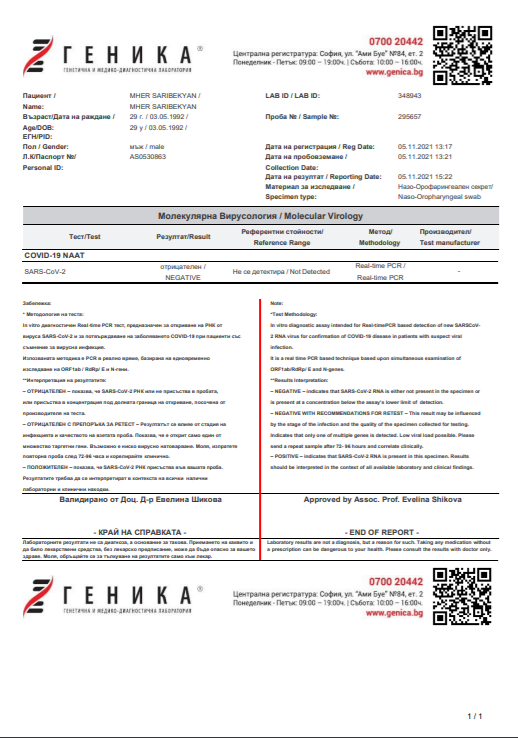 ГЕНИКА®
ГЕНЕТИЧНА И МЕДИКО-ДИАГНОСТИЧНА ЛАБОРАТОРИЯ
0700 20442
Централна регистратура: София, ул. “Ами Буе” №84, ет. 2
Понеделник - Петък: 09:00 – 19:00ч. | Събота: 10:00 – 16:00ч.
www.genica.bg
Пациент / MHER SARIBEKYAN / LAB ID / LAB ID: 348943
Name: MHER SARIBEKYAN
Възраст/Дата на раждане / 29 г. / 03.05.1992 / Проба № / Sample №: 295657
Age/DOB: 29 y / 03.05.1992 /
ЕГН/PID:
Пол / Gender: мъж / male Дата на регистрация / Reg Date: 05.11.2021 13:17
Л.К/Паспорт №/ AS0530863 Дата на пробовземане / 05.11.2021 13:21
Personal ID: Collection Date:
Дата на резултат / Reporting Date: 05.11.2021 15:22
Материал за изследване / Назо-Орофарингеален секрет/
Specimen type: Naso-Oropharyngeal swab
Молекулярна Вирусология / Molecular Virology
Тест/Test Резултат/Result Референтни стойности/ Reference Range Метод/ Methodology Производител/ Test manufacturer
COVID-19 NAAT
SARS-CoV-2 отрицателен / NEGATIVE Не се детектира / Not Detected Real-time PCR / Real-time PCR -
Забележка:
* Методология на теста:
In vitro диагностичен Real-time PCR тест, предназначен за откриване на РНК от
вируса SARS-CoV-2 и за потвърждаване на заболяването COVID-19 при пациенти със
съмнение за вирусна инфекция.
Използваната методика е PCR в реално време, базирана на едновременно
изследване на ORF1ab / RdRp/ E и N-гени.
**Интерпретация на резултатите:
– ОТРИЦАТЕЛЕН – показва, че SARS-CoV-2 РНК или не присъства в пробата,
или присъства в концентрация под долната граница на откриване, посочена от
производителя на теста.
– ОТРИЦАТЕЛЕН С ПРЕПОРЪКА ЗА РЕТЕСТ – Резултатът се влияе от стадия на
инфекцията и качеството на взетата проба. Показва, че е открит само един от
множество таргетни гени. Възможно е ниско вирусно натоварване. Моля, изпратете
повторна проба след 72-96 часа и корелирайте клинично.
– ПОЛОЖИТЕЛЕН – показва, че SARS-CoV-2 РНК присъства във вашата проба.
Резултатите трябва да се интерпретират в контекста на всички налични
лабораторни и клинични находки.
Валидирано от Доц. Д-р Евелина Шикова
- КРАЙ НА СПРАВКАТА -
Лабораторните резултати не са диагноза, а основание за такава. Приемането на каквито и
да било лекарствени средства, без лекарско предписание, може да бъде опасно за вашето
здраве. Моля, обръщайте се за тълкуване на резултатите само към лекар.
Note:
*Test Methodology:
In vitro diagnostic assay intended for Real-timePCR based detection of new SARSCoV-
2 RNA virus for confirmation of COVID-19 disease in patients with suspect viral
infection.
It is a real time PCR based technique based upon simultaneous examination of
ORF1ab/RdRp/ E and N-genes.
**Results Interpretation:
– NEGATIVE – indicates that SARS-CoV-2 RNA is either not present in the specimen or
is present at a concentration below the assay's lower limit of detection.
– NEGATIVE WITH RECOMMENDATIONS FOR RETEST – This result may be influenced
by the stage of the infection and the quality of the specimen collected for testing.
Indicates that only one of multiple genes is detected. Low viral load possible. Please
send a repeat sample after 72- 96 hours and correlate clinically.
– POSITIVE – indicates that SARS-CoV-2 RNA is present in this specimen. Results
should be interpreted in the context of all available laboratory and clinical findings.
Approved by Assoc. Prof. Evelina Shikova
- END OF REPORT -
Laboratory results are not a diagnosis, but a reason for such. Taking any medication without
a prescription can be dangerous to your health. Please consult the results with doctor only.
ГЕНИКА®
ГЕНЕТИЧНА И МЕДИКО-ДИАГНОСТИЧНА ЛАБОРАТОРИЯ
0700 20442
Централна регистратура: София, ул. “Ами Буе” №84, ет. 2
Понеделник - Петък: 09:00 – 19:00ч. | Събота: 10:00 – 16:00ч.
www.genica.bg
1 / 1